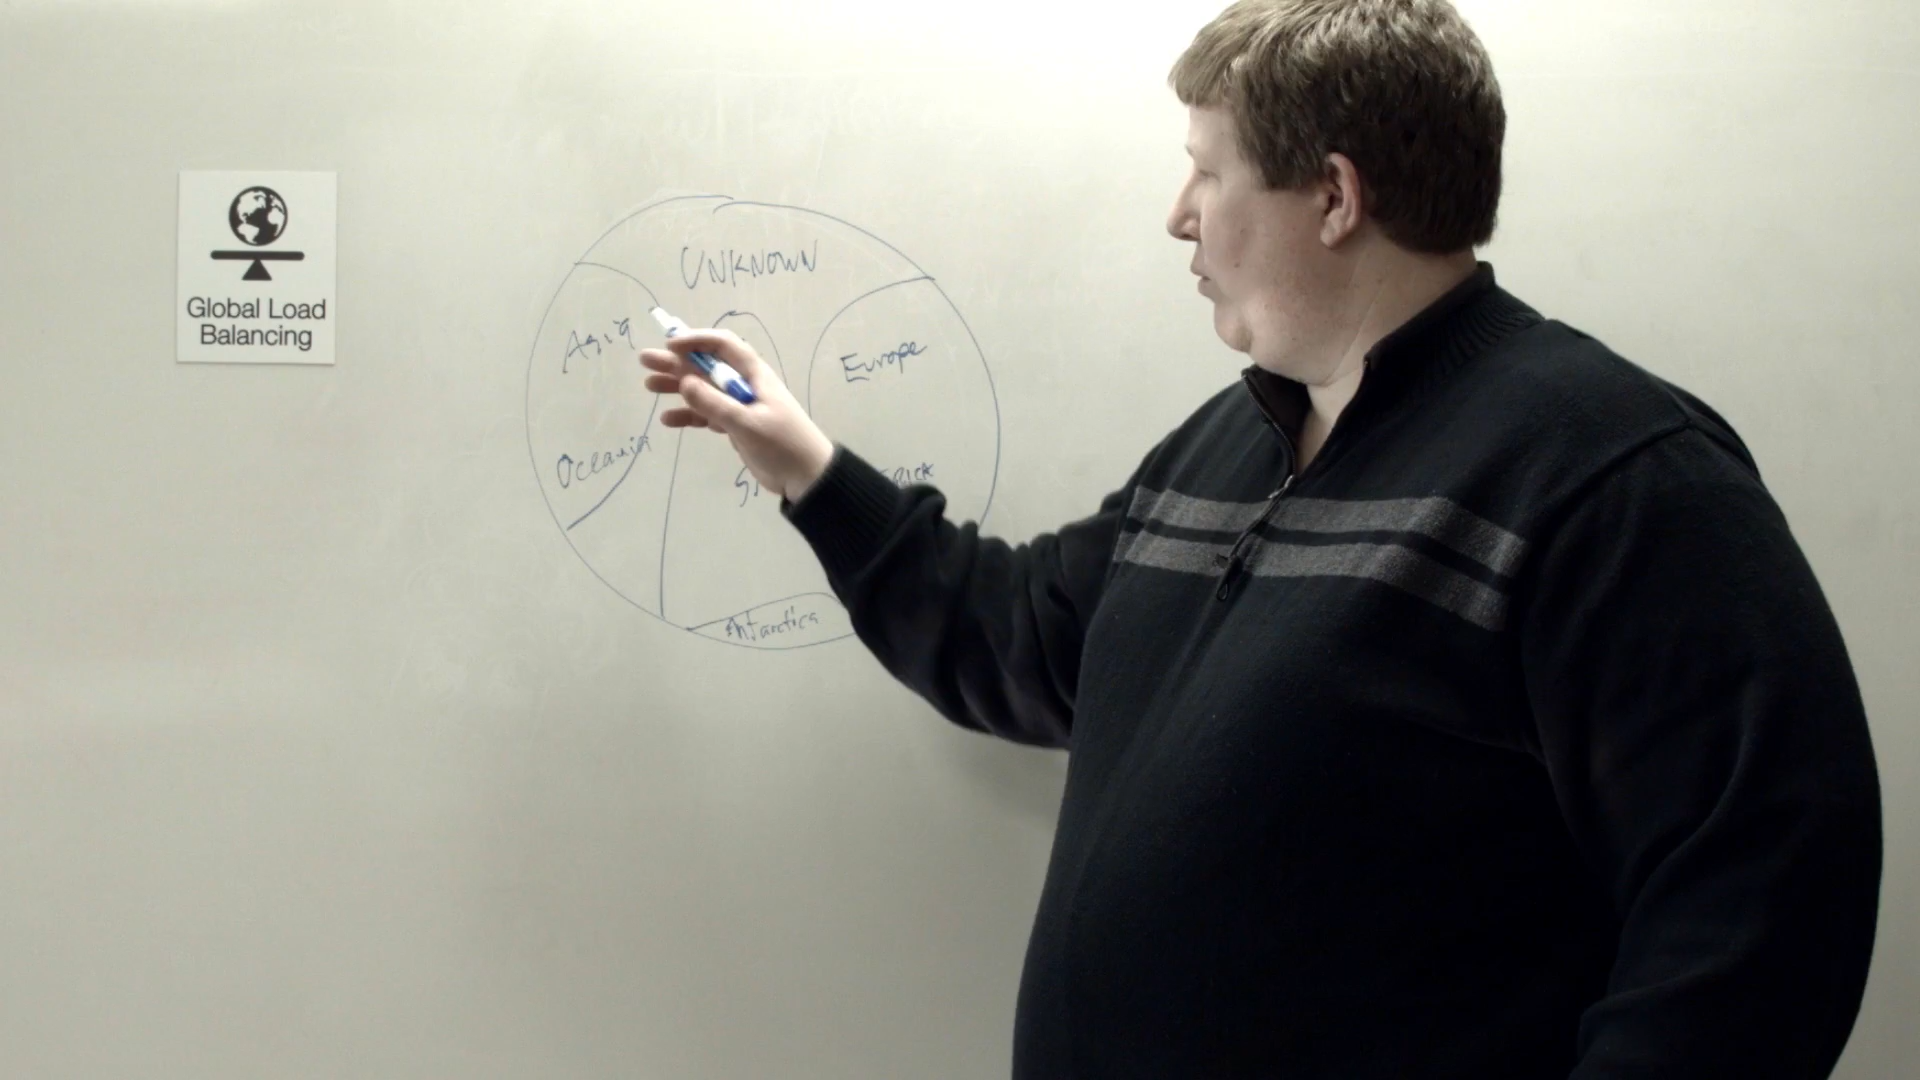 Global Load
Balancing
UNKNOWN
Asia
Europe
Oceania
Antarctica